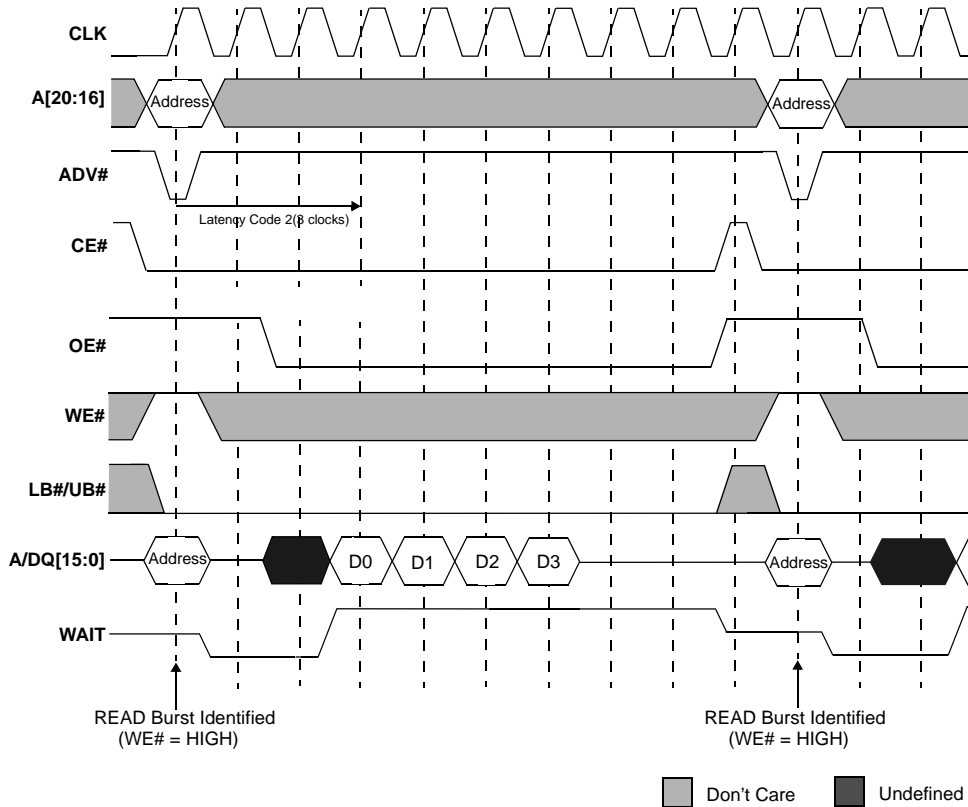 CLK
A[20:16]
Address
Address
ADV#
Latency Code 2(3 clocks)
CE#
OE#
WE#
LB#/UB#
A/DQ[15:0]
Address
D0
D1
D2
D3
Address
WAIT
READ Burst Identified
(WE# = HIGH)
READ Burst Identified
(WE# = HIGH)
Don't Care
Undefined